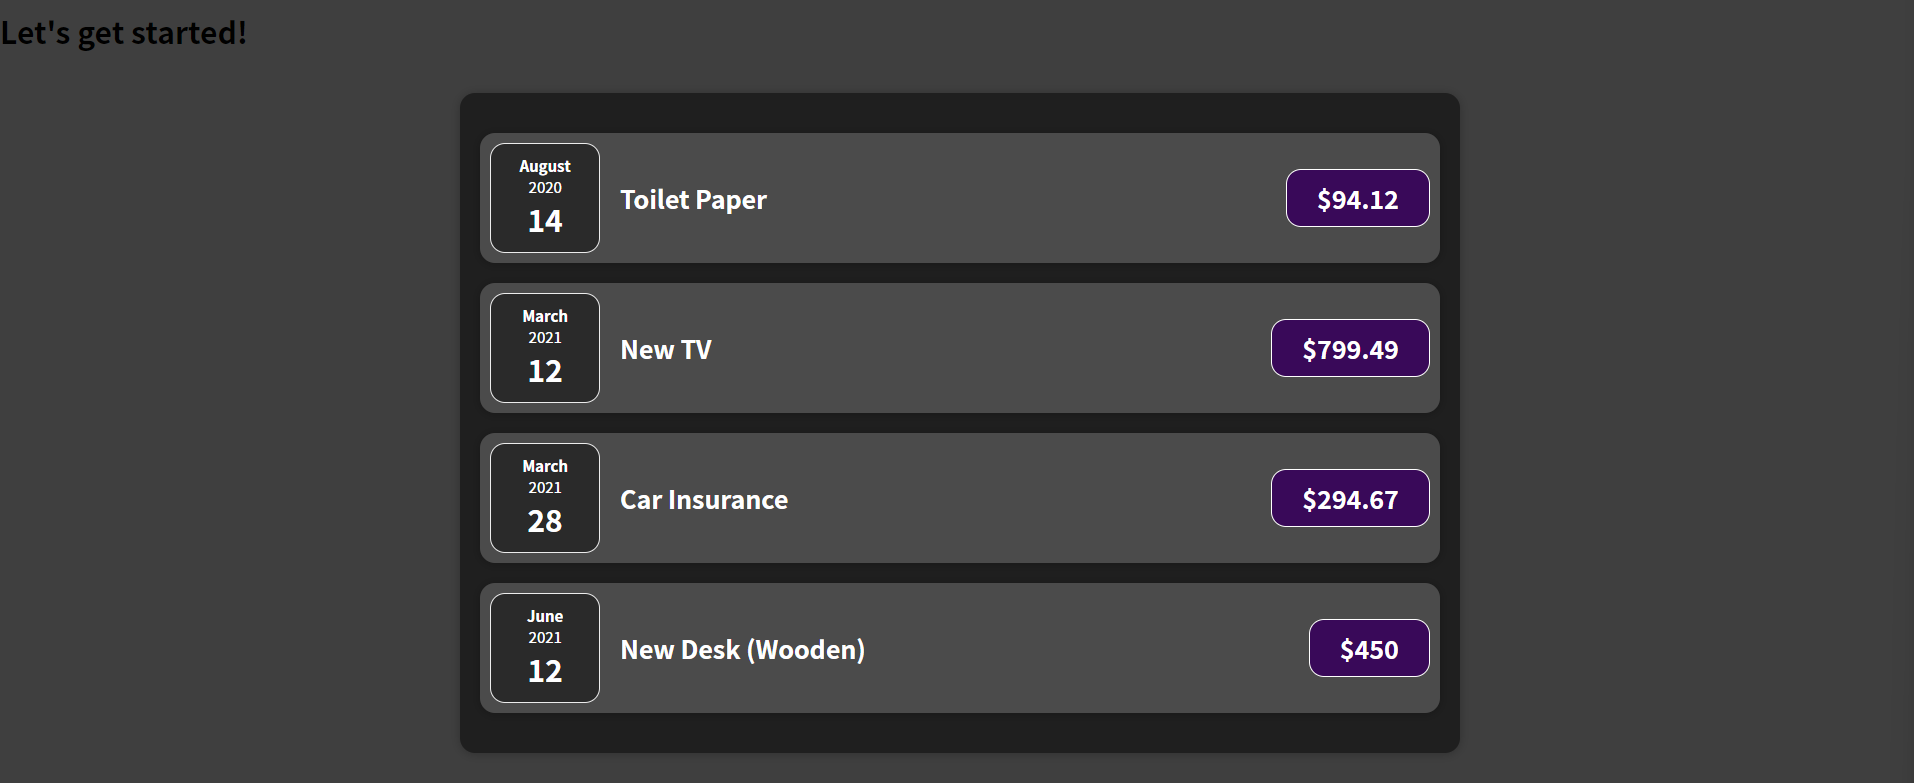 Let's get started!
August
2020
14
Toilet Paper
$94.12
March
2021
12
New TV
$799.49
March
2021
28
Car Insurance
$294.67
June
2021
12
New Desk (Wooden)
$450